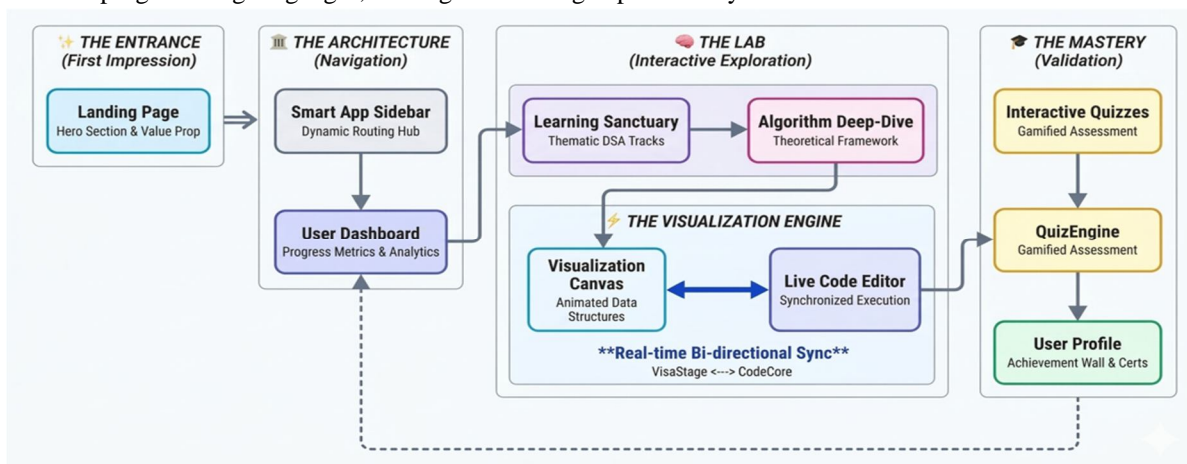 ✨ THE ENTRANCE
(First Impression)
Landing Page
Hero Section & Value Prop
🏛️ THE ARCHITECTURE
(Navigation)
Smart App Sidebar
Dynamic Routing Hub
User Dashboard
Progress Metrics & Analytics
🧠 THE LAB
(Interactive Exploration)
Learning Sanctuary
Thematic DSA Tracks
Algorithm Deep-Dive
Theoretical Framework
⚡ THE VISUALIZATION ENGINE
Visualization
Canvas
Animated Data
Structures
Live Code Editor
Synchronized Execution
**Real-time Bi-directional Sync**
VisaStage <---> CodeCore
🎓 THE MASTERY
(Validation)
Interactive Quizzes
Gamified Assessment
QuizEngine
Gamified Assessment
User Profile
Achievement Wall & Certs